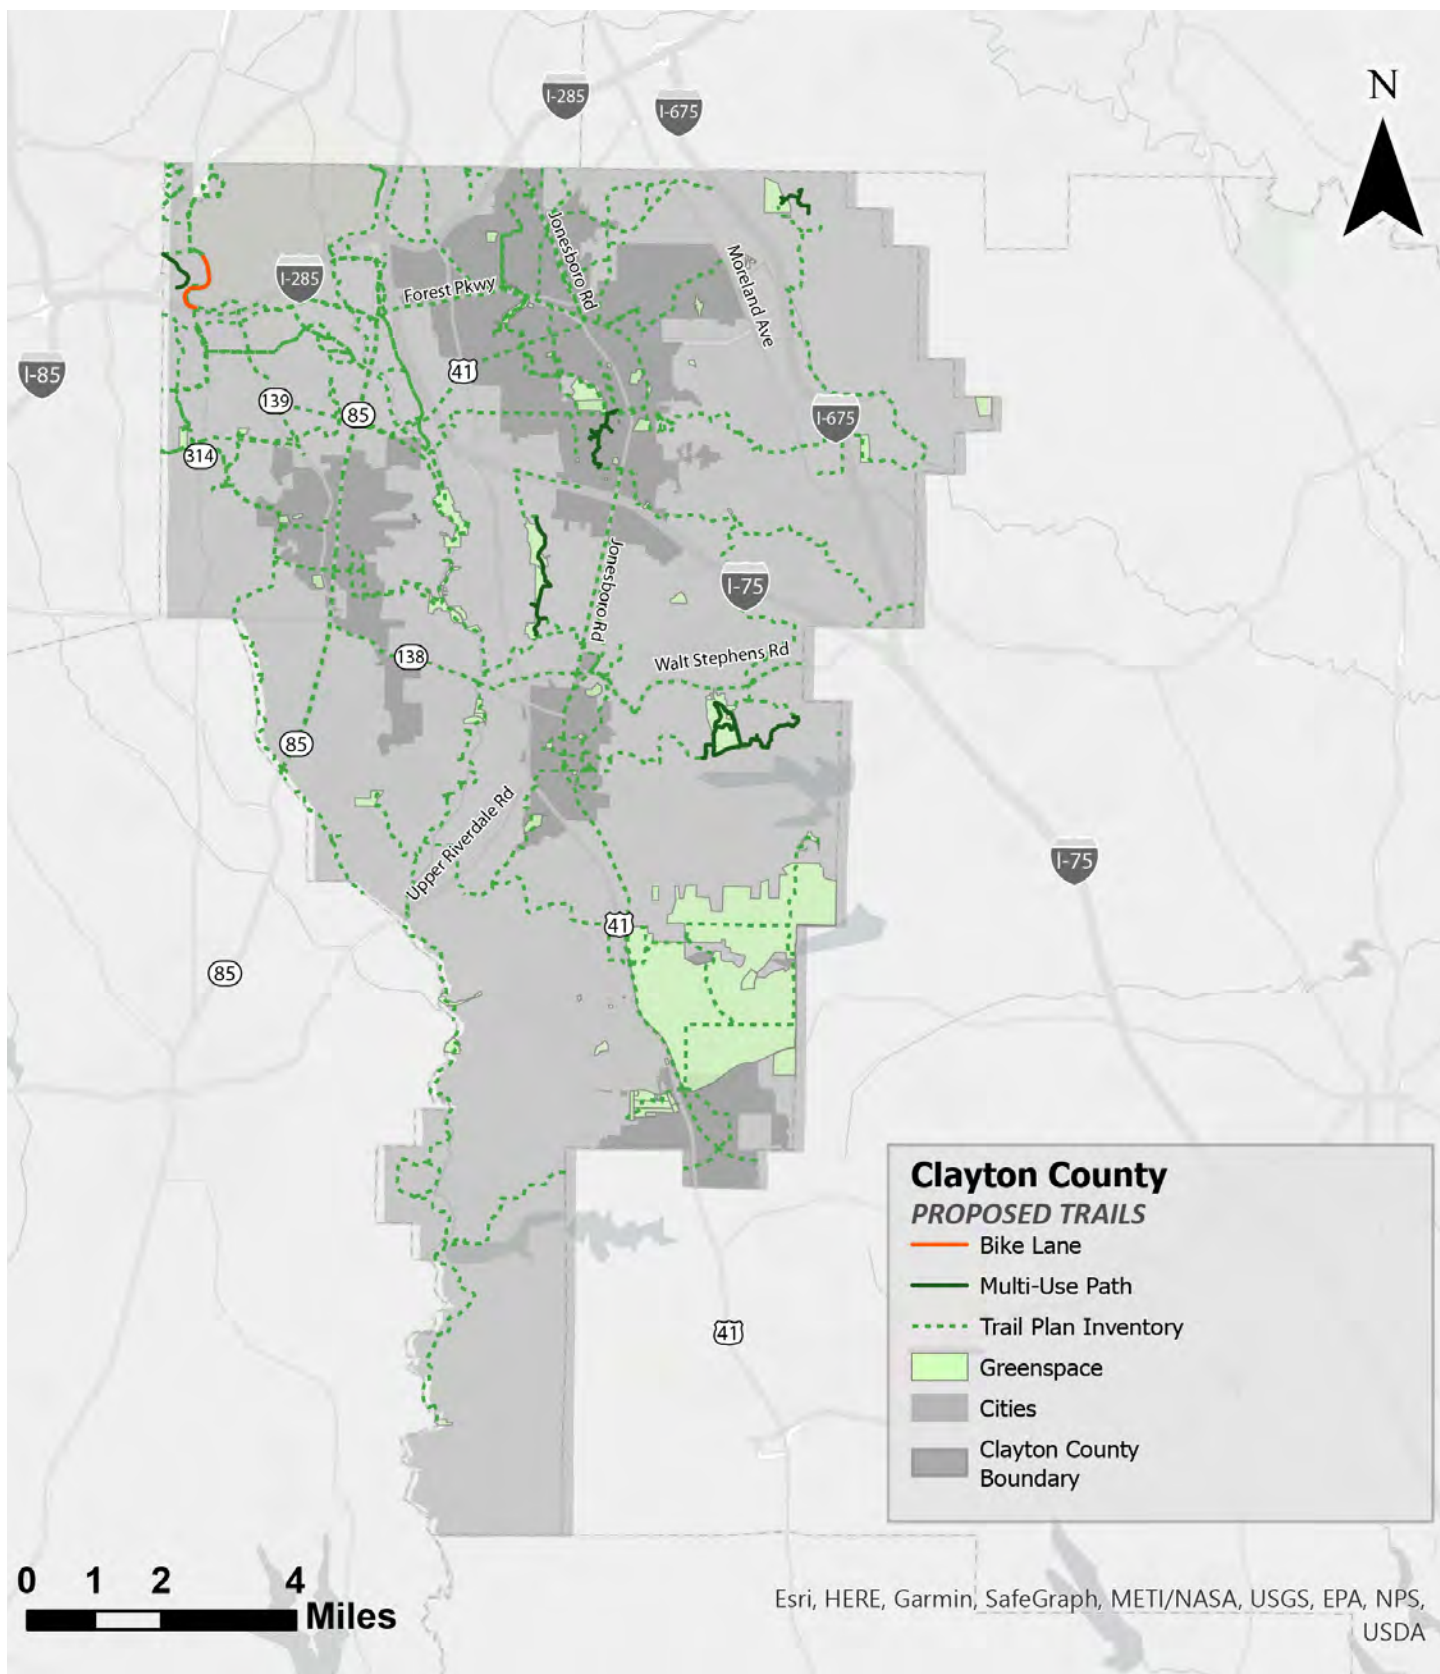 I-285
I-675
N
Jonesboro Rd
Moreland Ave
I-285
Forest Pkwy
I-85
41
139
85
I-675
314
Jonesboro Rd
I-75
138
Walt Stephens Rd
85
Upper Riverdale Rd
I-75
41
85
41
Clayton County
PROPOSED TRAILS
Bike Lane
Multi-Use Path
Trail Plan Inventory
Greenspace
Cities
Clayton County
Boundary
0 1 2 4
Miles
Esri, HERE, Garmin, SafeGraph, METI/NASA, USGS, EPA, NPS,
USDA